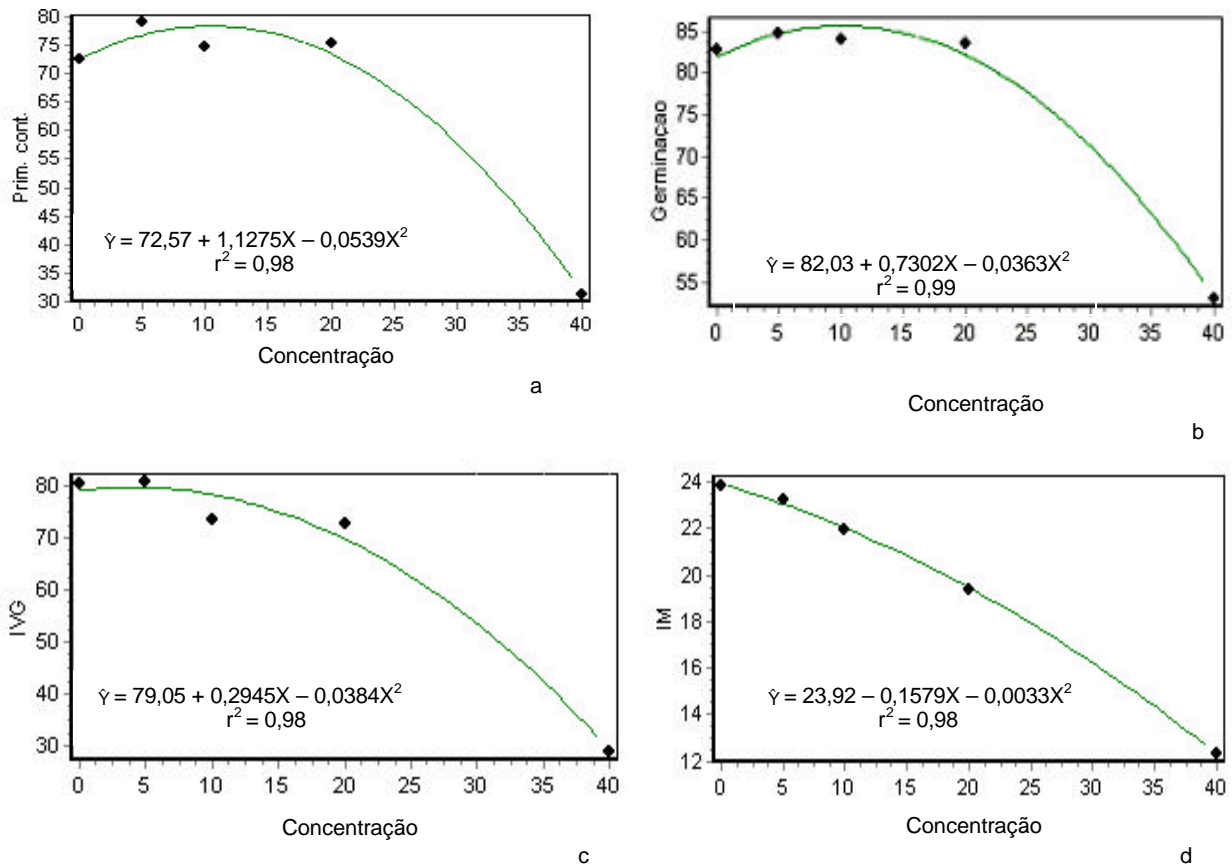 80
75
70
65
60
55
50
45
40
35
30
Prim. cont.
Ŷ = 72,57 + 1,1275X – 0,0539X²
r² = 0,98
0 5 10 15 20 25 30 35 40
Concentração
a
85
80
75
70
65
60
55
Germinaçao
Ŷ = 82,03 + 0,7302X – 0,0363X²
r² = 0,99
0 5 10 15 20 25 30 35 40
Concentração
b
80
70
60
50
40
30
IVG
Ŷ = 79,05 + 0,2945X – 0,0384X²
r² = 0,98
0 5 10 15 20 25 30 35 40
Concentração
c
24
22
20
18
16
14
12
IM
Ŷ = 23,92 – 0,1579X – 0,0033X²
r² = 0,98
0 5 10 15 20 25 30 35 40
Concentração
d